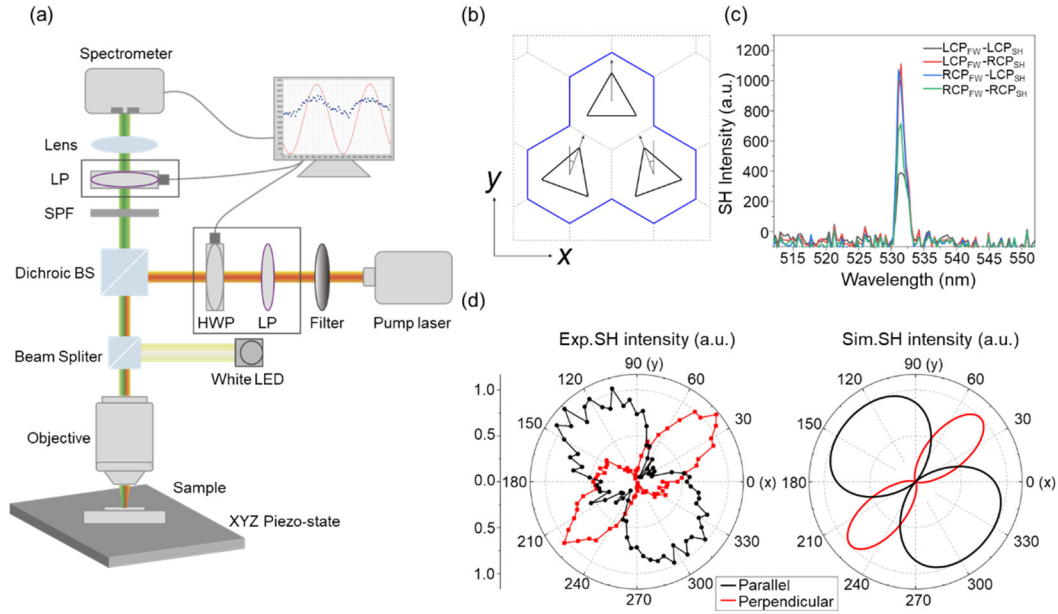 (a)
Spectrometer
Lens
LP
SPF
Dichroic BS
HWP
LP
Filter
Pump laser
Beam Spliter
White LED
Objective
Sample
XYZ Piezo-state
(b)
y
x
(c)
SH Intensity (a.u.)
1200
1000
800
600
400
200
0
LCPFW-LCPSH
LCPFW-RCPSH
RCPFW-LCPSH
RCPFW-RCPSH
515 520 525 530 535 540 545 550
Wavelength (nm)
(d)
Exp.SH intensity (a.u.)
1.0
0.5
0.0
0.5
1.0
90 (y)
120
60
150
30
180
0 (x)
210
330
240
300
270
Sim.SH intensity (a.u.)
90 (y)
120
60
150
30
180
0 (x)
210
330
240
300
270
Parallel
Perpendicular